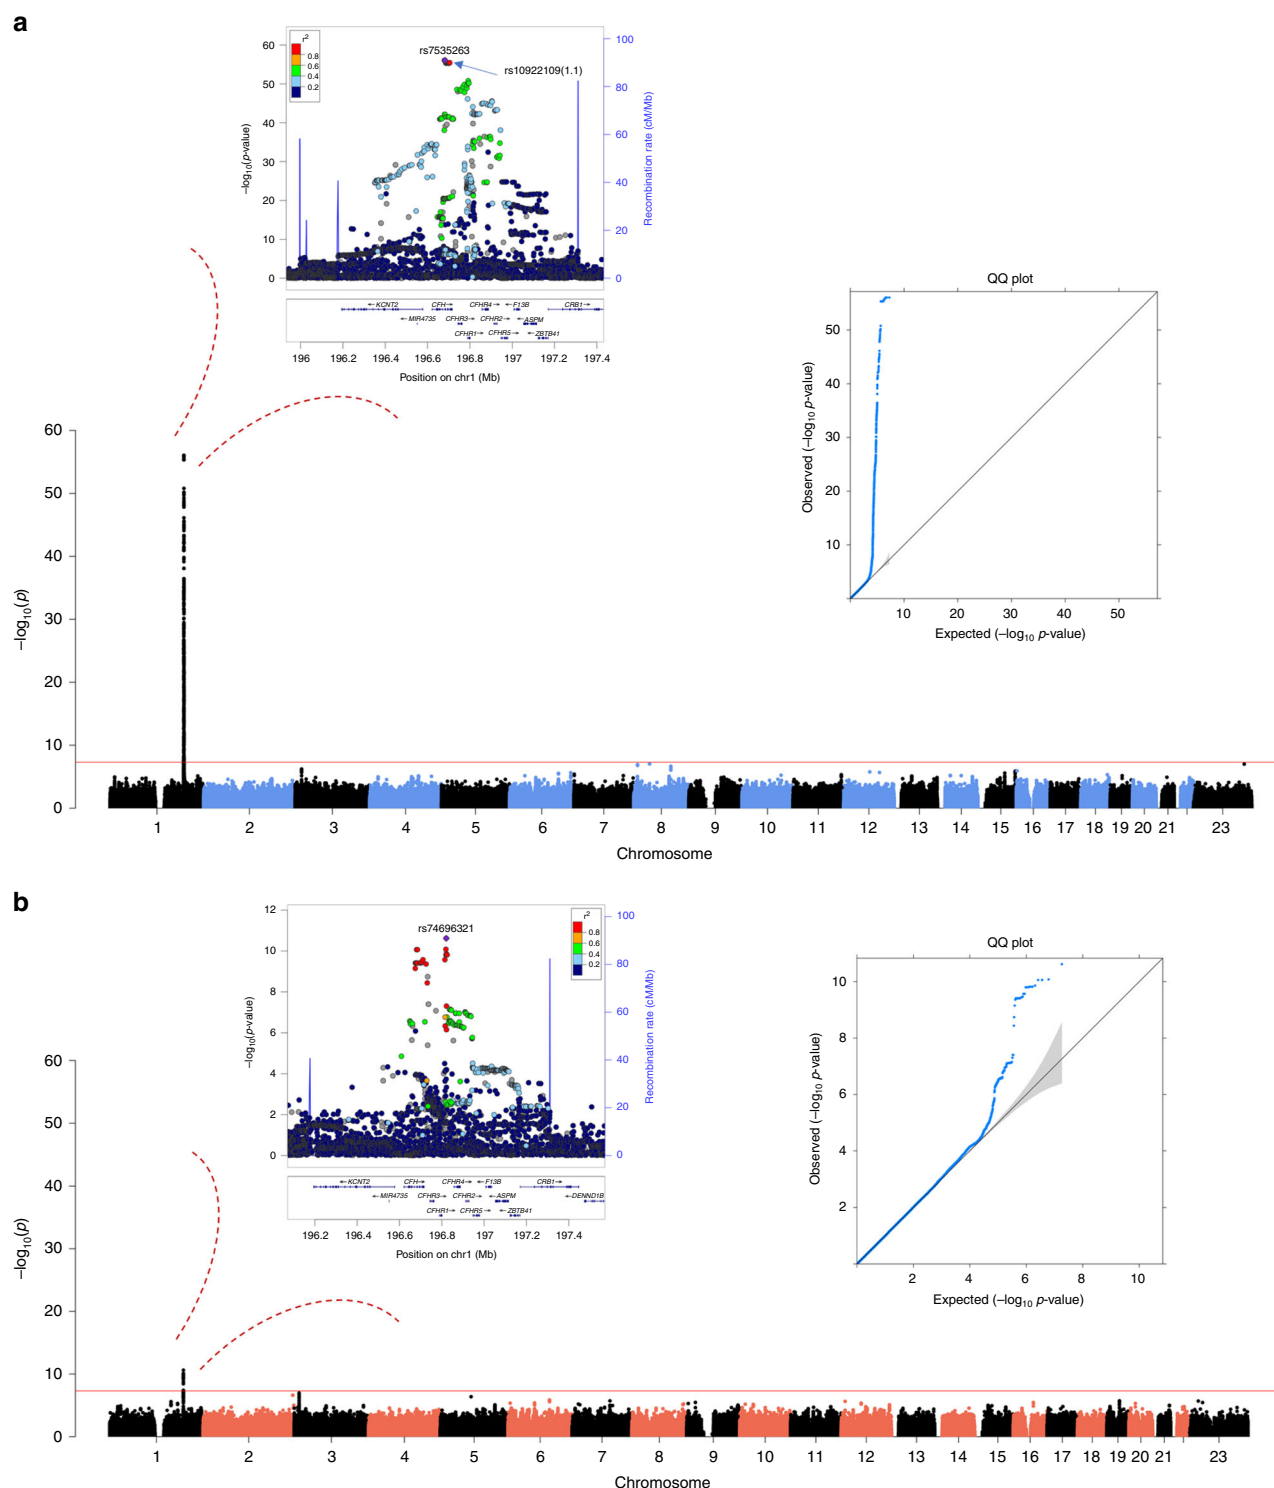 a
r2
0.8
0.6
0.4
0.2
rs7535263
rs10922109(1.1)
60
50
40
30
20
10
0
–log10(p-value)
100
80
60
40
20
0
Recombination rate (cM/Mb)
←KCNT2
CFH→
CFHR4→
←F13B
CRB1→
←MIR4735
CFHR3→
CFHR2→
←ASPM
CFHR1→
CFHR5→
←ZBTB41
196 196.2 196.4 196.6 196.8 197 197.2 197.4
Position on chr1 (Mb)
QQ plot
50
40
30
20
10
Observed (–log10 p-value)
10 20 30 40 50
Expected (–log10 p-value)
60
50
40
30
20
10
0
–log10(p)
1 2 3 4 5 6 7 8 9 10 11 12 13 14 15 16 17 18 19 20 21 23
Chromosome
b
rs74696321
r2
0.8
0.6
0.4
0.2
12
10
8
6
4
2
0
–log10(p-value)
100
80
60
40
20
0
Recombination rate (cM/Mb)
←KCNT2
CFH→
CFHR4→
←F13B
CRB1→
←MIR4735
CFHR3→
CFHR2→
←ASPM
←DENND1B
CFHR1→
CFHR5→
←ZBTB41
196.2 196.4 196.6 196.8 197 197.2 197.4
Position on chr1 (Mb)
QQ plot
10
8
6
4
2
Observed (–log10 p-value)
2 4 6 8 10
Expected (–log10 p-value)
60
50
40
30
20
10
0
–log10(p)
1 2 3 4 5 6 7 8 9 10 11 12 13 14 15 16 17 18 19 20 21 23
Chromosome